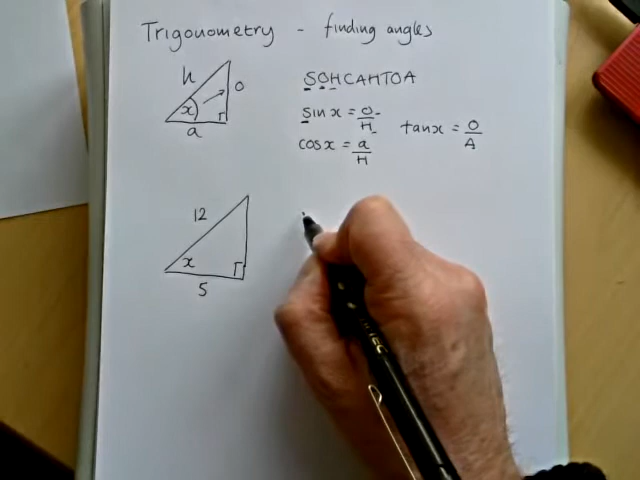 Trigonometry - finding angles
h
x
o
a
SOHCAHTOA
sin x = O/H
cos x = a/H
tan x = O/A
12
x
5